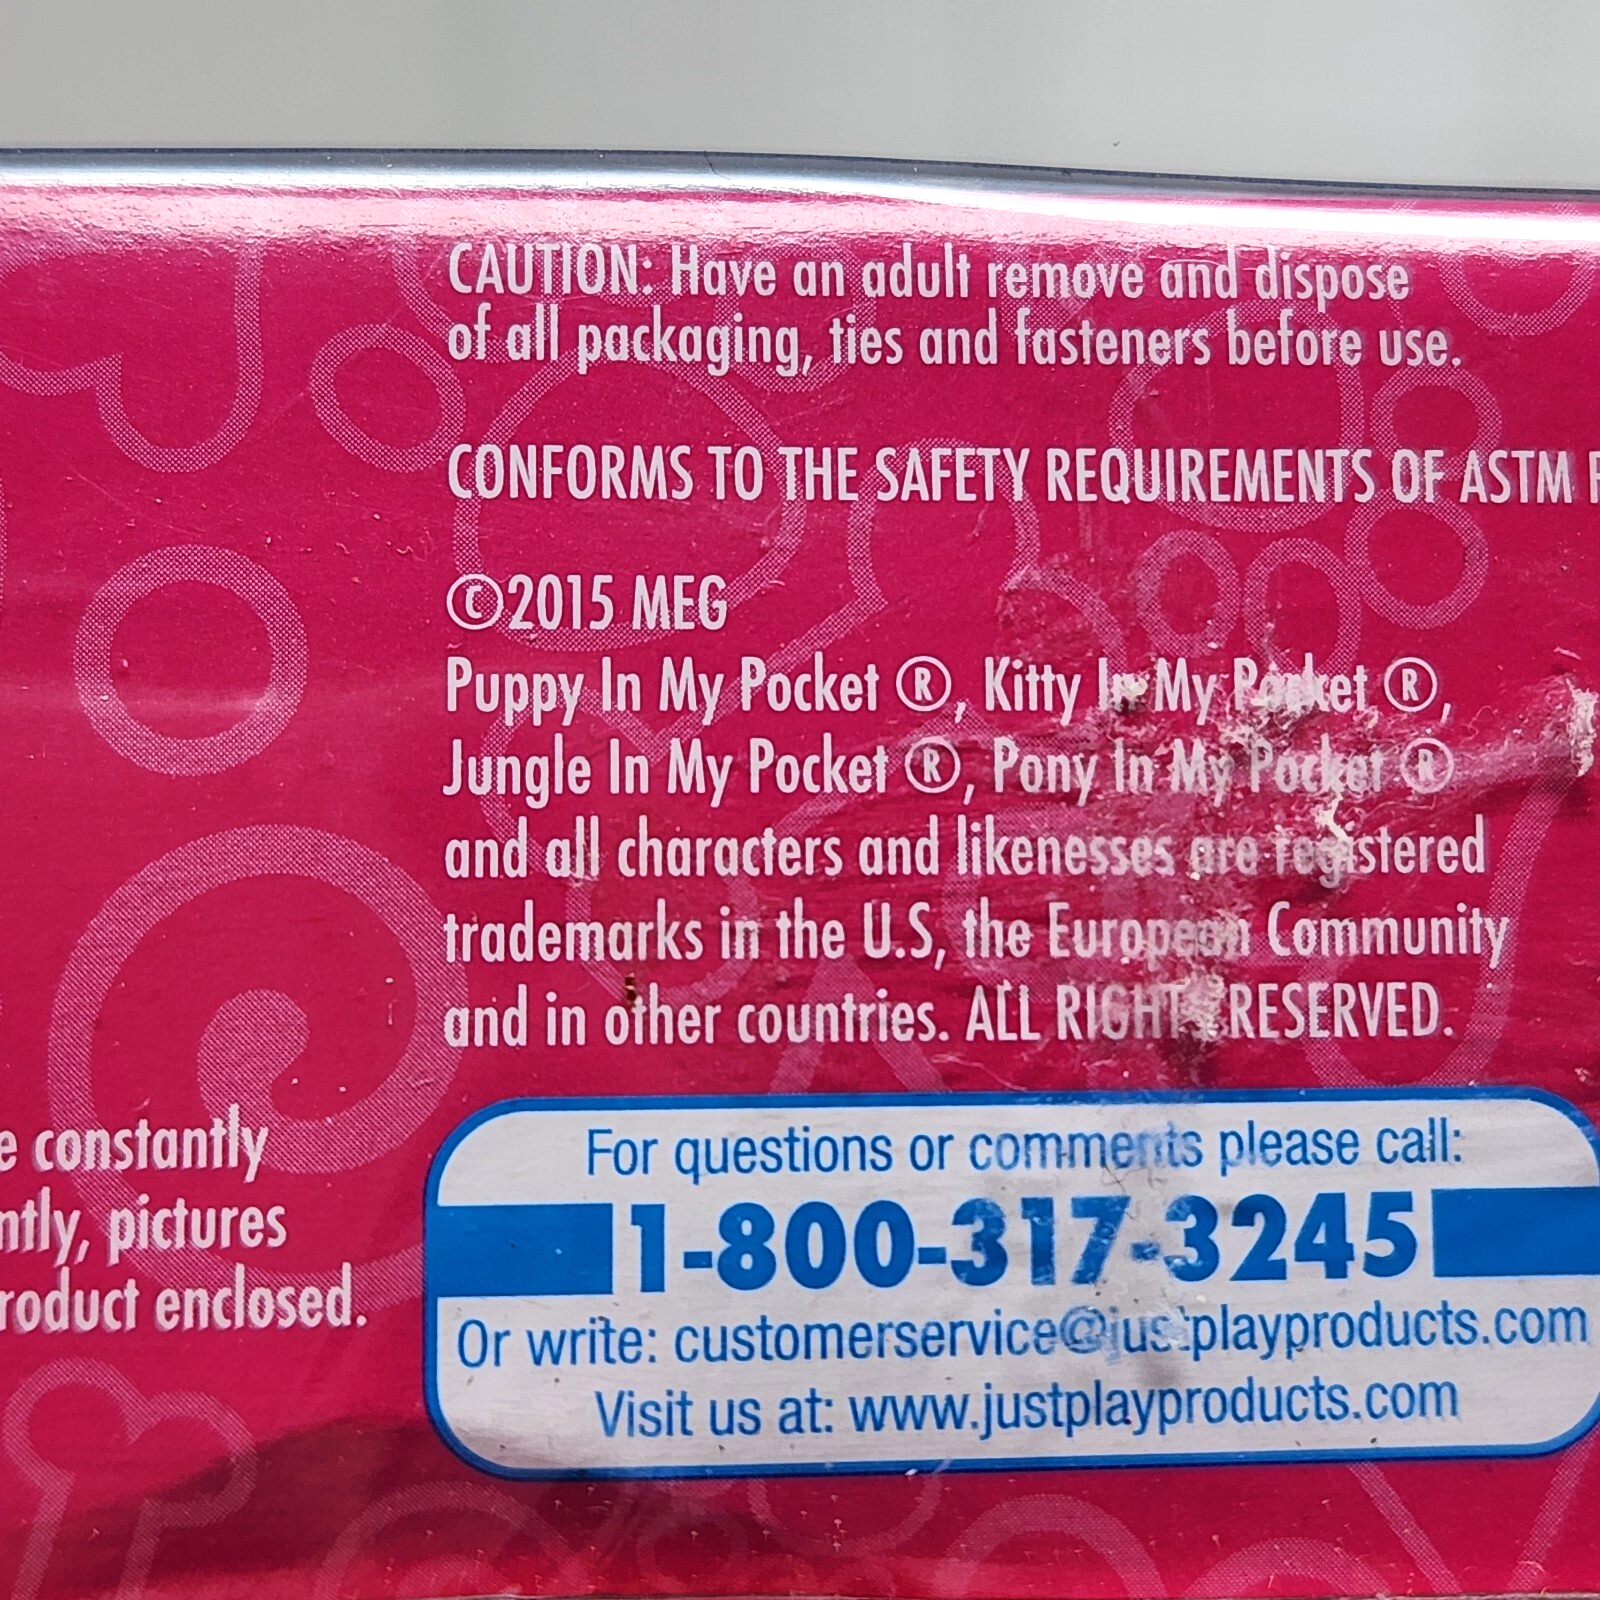 CAUTION: Have an adult remove and dispose
of all packaging, ties and fasteners before use.
CONFORMS TO THE SAFETY REQUIREMENTS OF ASTM F
©2015 MEG
Puppy In My Pocket ®, Kitty In My Pocket ®,
Jungle In My Pocket ®, Pony In My Pocket ®
and all characters and likenesses are registered
trademarks in the U.S, the European Community
and in other countries. ALL RIGHTS RESERVED.
e constantly
ntly, pictures
roduct enclosed.
For questions or comments please call:
1-800-317-3245
Or write: customerservice@justplayproducts.com
Visit us at: www.justplayproducts.com